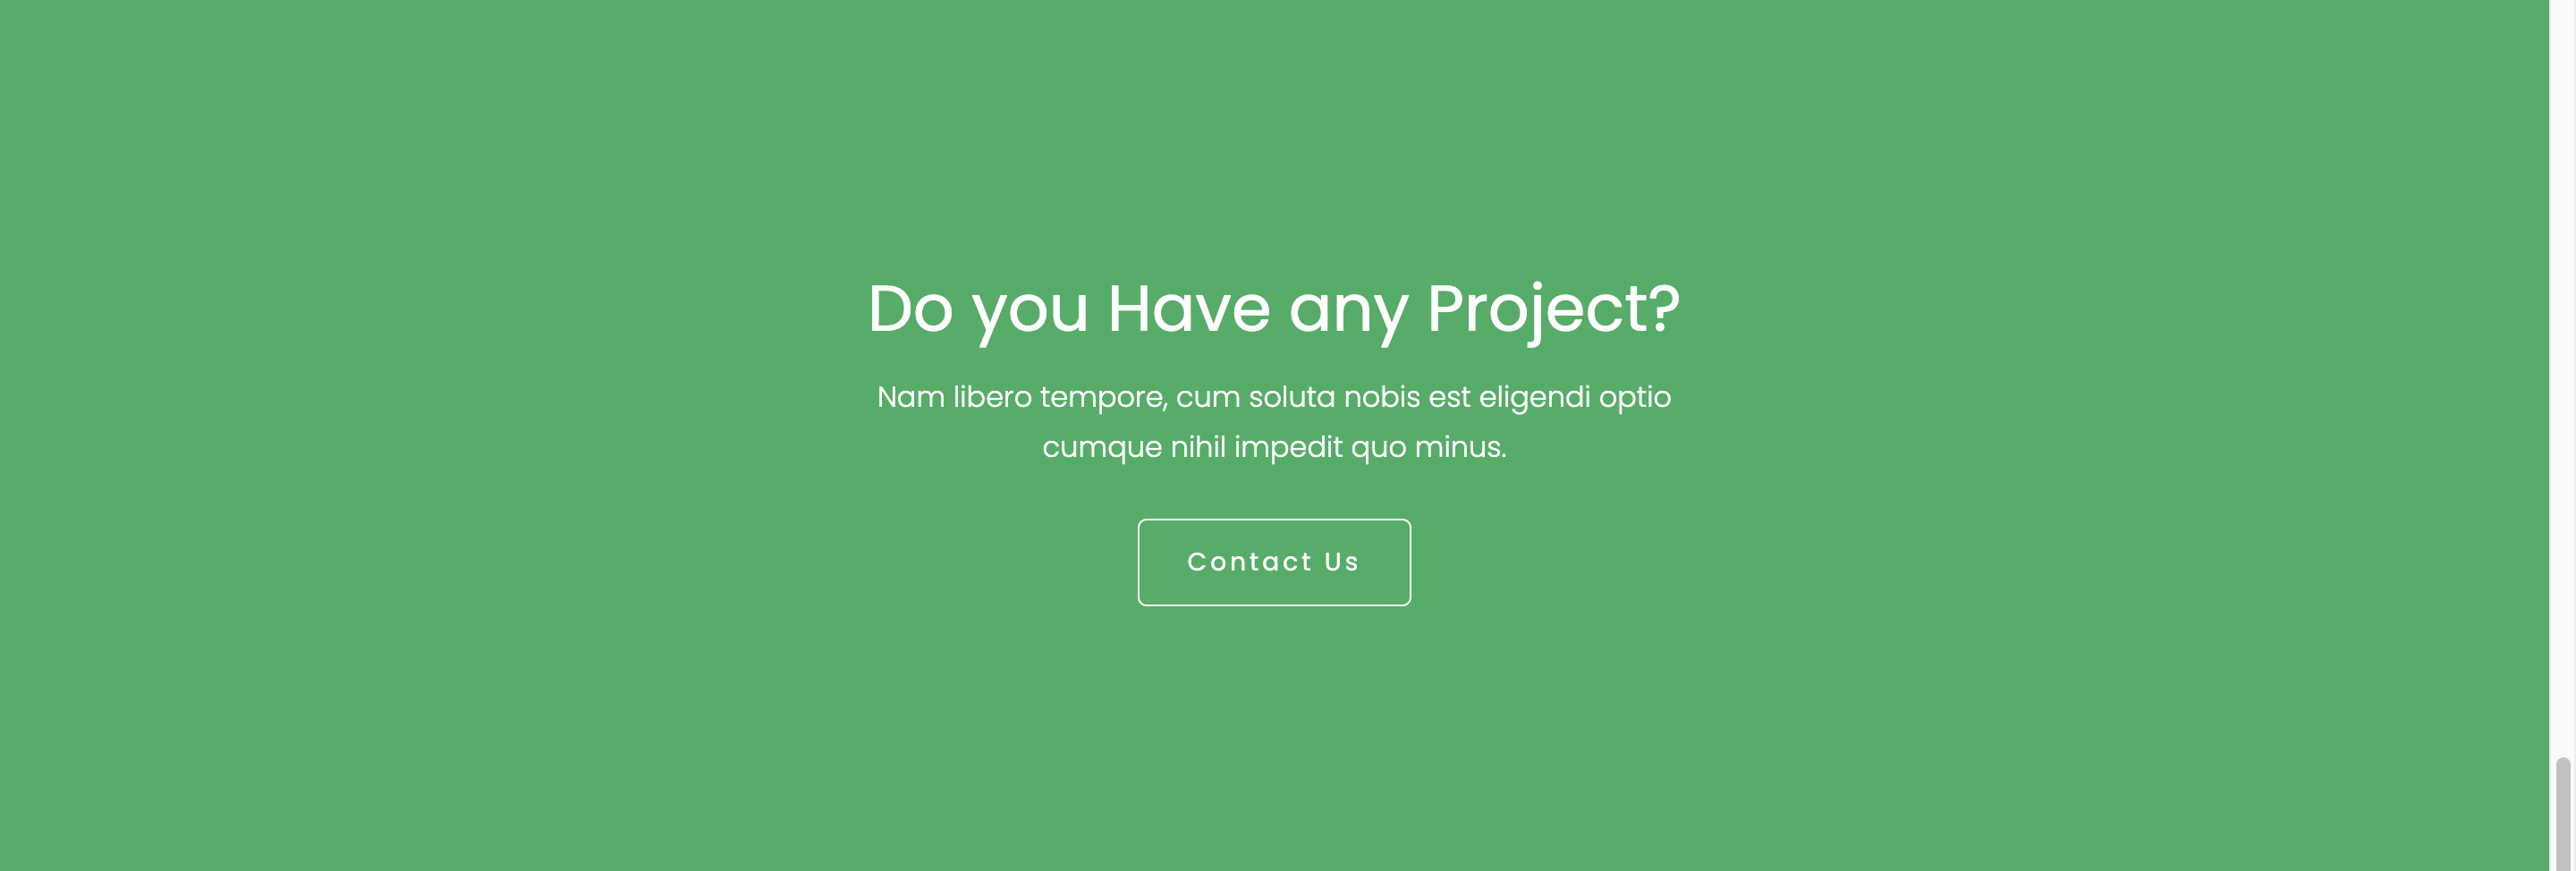 Do you Have any Project?
Nam libero tempore, cum soluta nobis est eligendi optio
cumque nihil impedit quo minus.
Contact Us